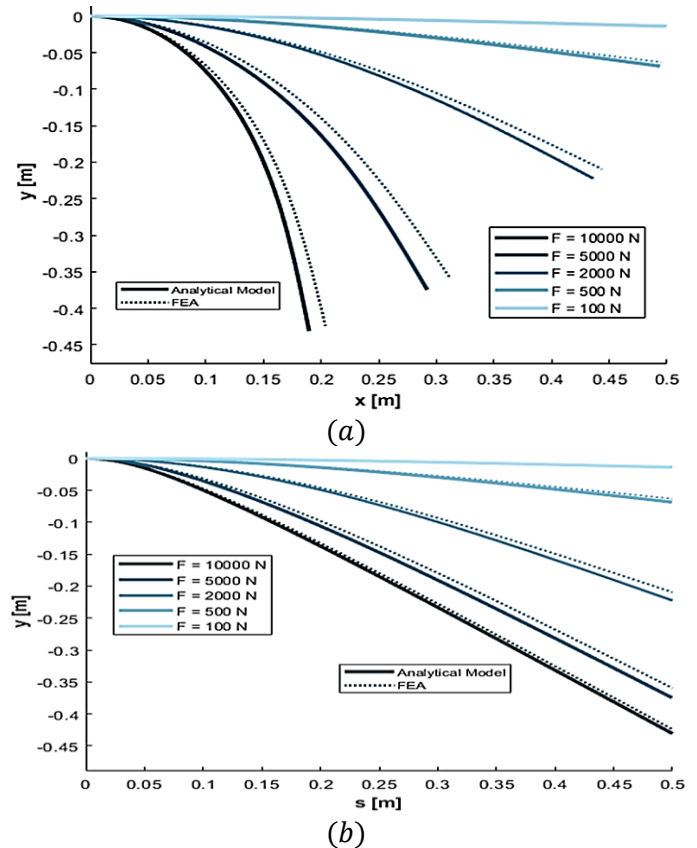 0
-0.05
-0.1
-0.15
-0.2
-0.25
-0.3
-0.35
-0.4
-0.45
y [m]
F = 10000 N
F = 5000 N
F = 2000 N
F = 500 N
F = 100 N
Analytical Model
FEA
0 0.05 0.1 0.15 0.2 0.25 0.3 0.35 0.4 0.45 0.5
x [m]
(a)
0
-0.05
-0.1
-0.15
-0.2
-0.25
-0.3
-0.35
-0.4
-0.45
y [m]
F = 10000 N
F = 5000 N
F = 2000 N
F = 500 N
F = 100 N
Analytical Model
FEA
0 0.05 0.1 0.15 0.2 0.25 0.3 0.35 0.4 0.45 0.5
s [m]
(b)